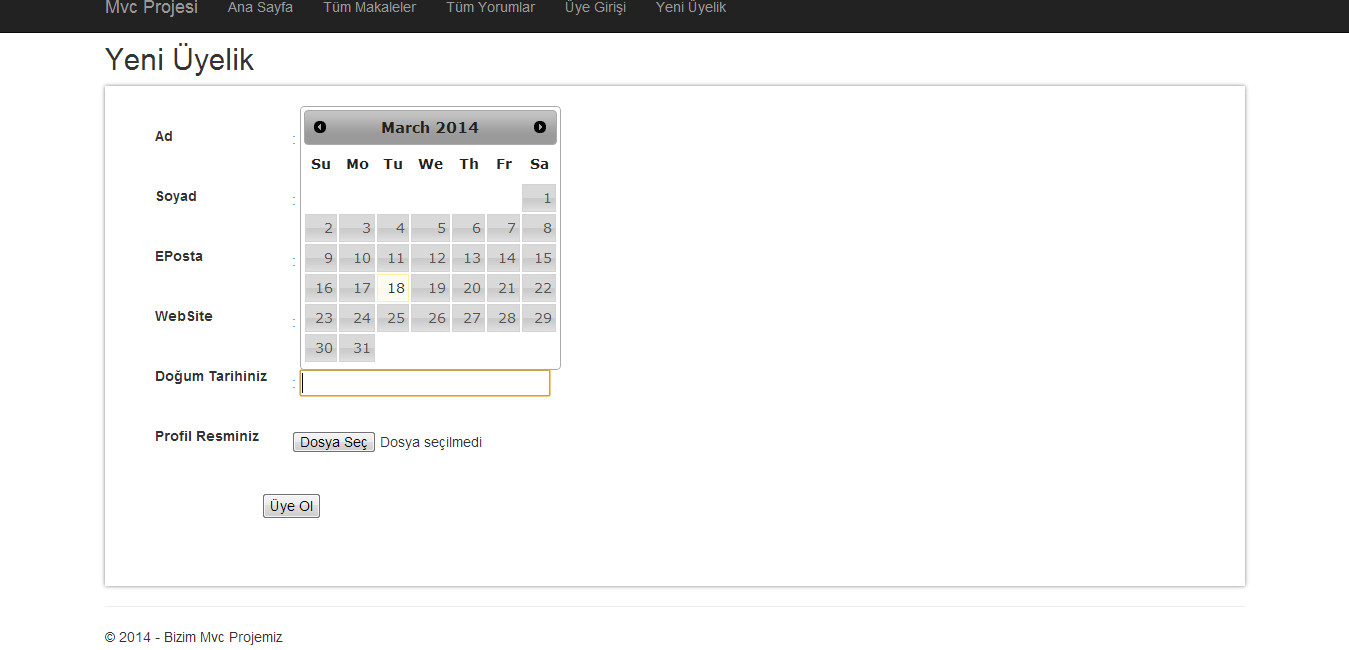 Mvc Projesi Ana Sayfa Tüm Makaleler Tüm Yorumlar Üye Girişi Yeni Üyelik
Yeni Üyelik
Ad :
Soyad :
EPosta :
WebSite :
March 2014
Su Mo Tu We Th Fr Sa
1
2 3 4 5 6 7 8
9 10 11 12 13 14 15
16 17 18 19 20 21 22
23 24 25 26 27 28 29
30 31
Doğum Tarihiniz :
Profil Resminiz Dosya Seç Dosya seçilmedi
Üye Ol
© 2014 - Bizim Mvc Projemiz